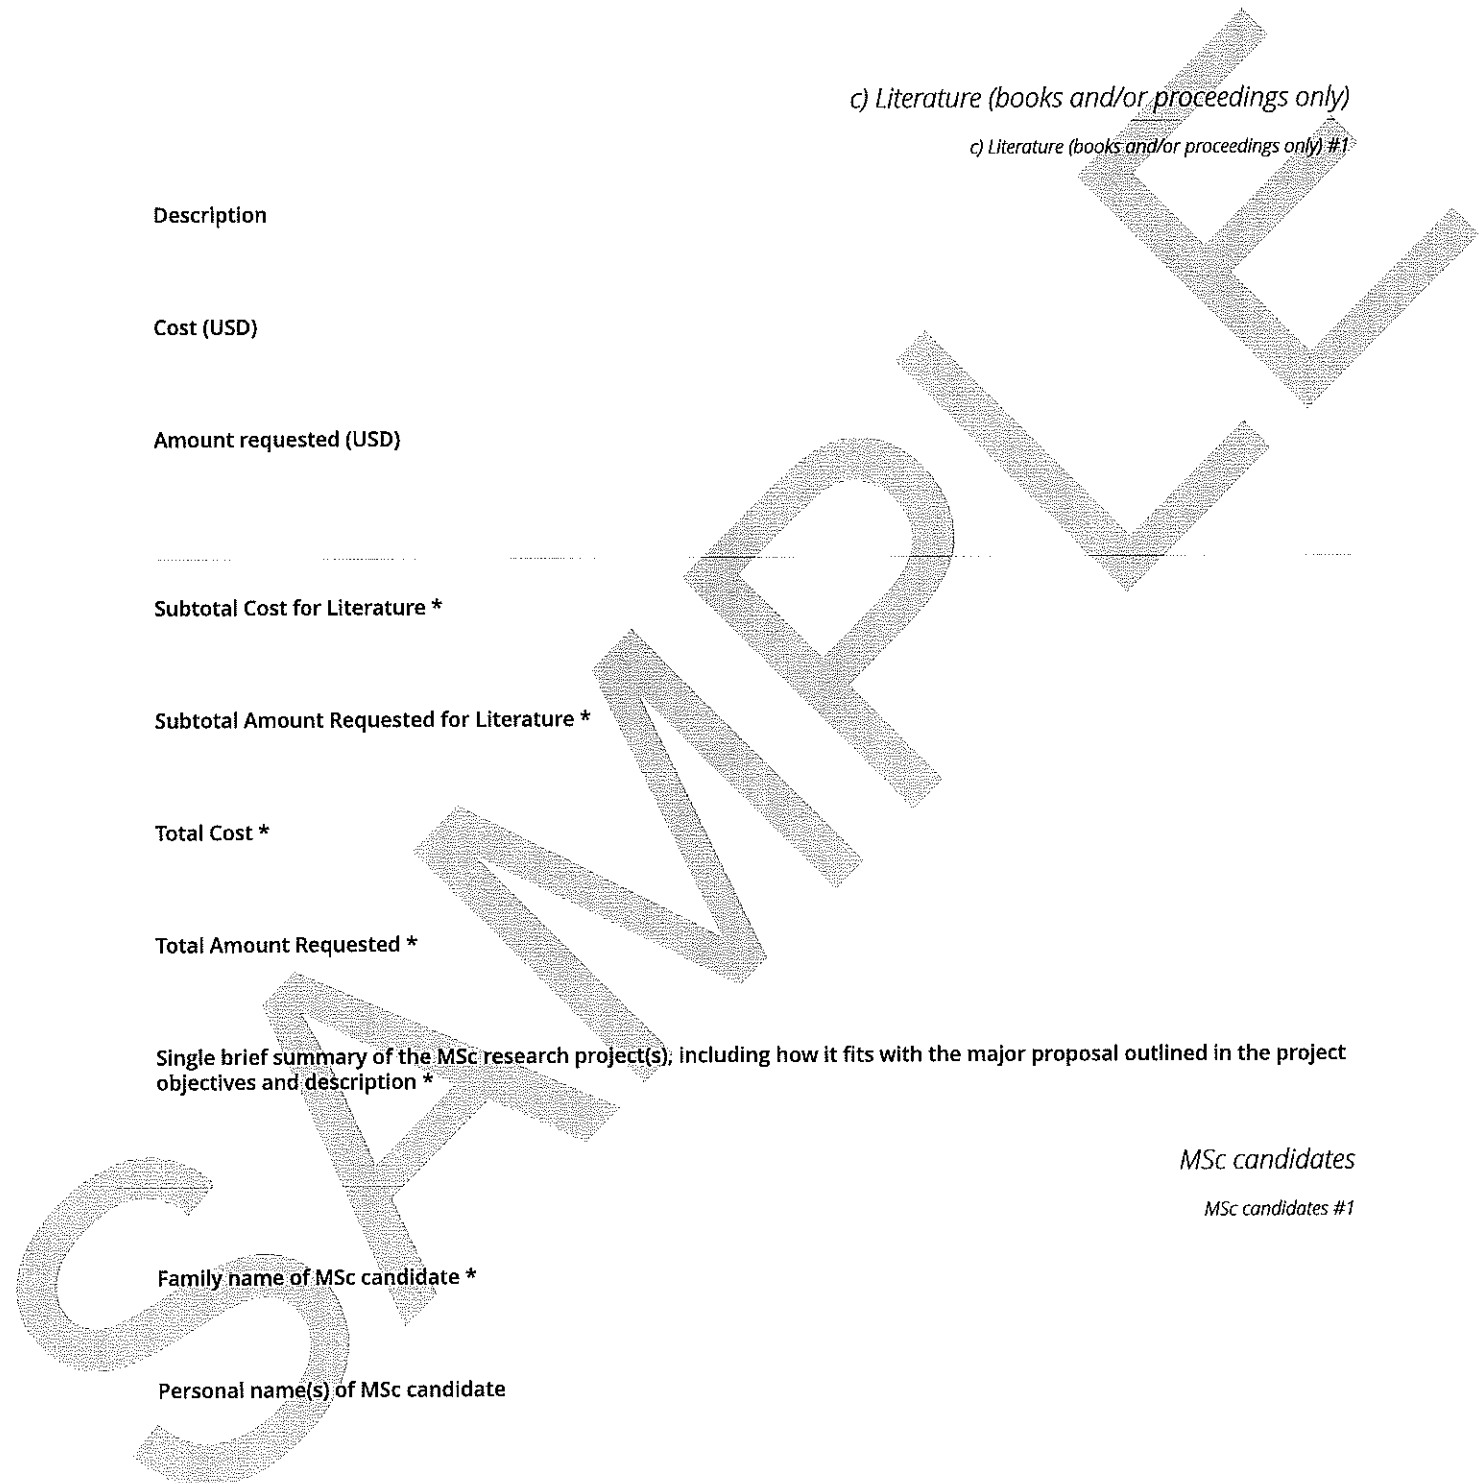 c) Literature (books and/or proceedings only)
c) Literature (books and/or proceedings only) #1
Description
Cost (USD)
Amount requested (USD)
Subtotal Cost for Literature *
Subtotal Amount Requested for Literature *
Total Cost *
Total Amount Requested *
Single brief summary of the MSc research project(s), including how it fits with the major proposal outlined in the project
objectives and description *
MSc candidates
MSc candidates #1
Family name of MSc candidate *
Personal name(s) of MSc candidate
SAMPLE